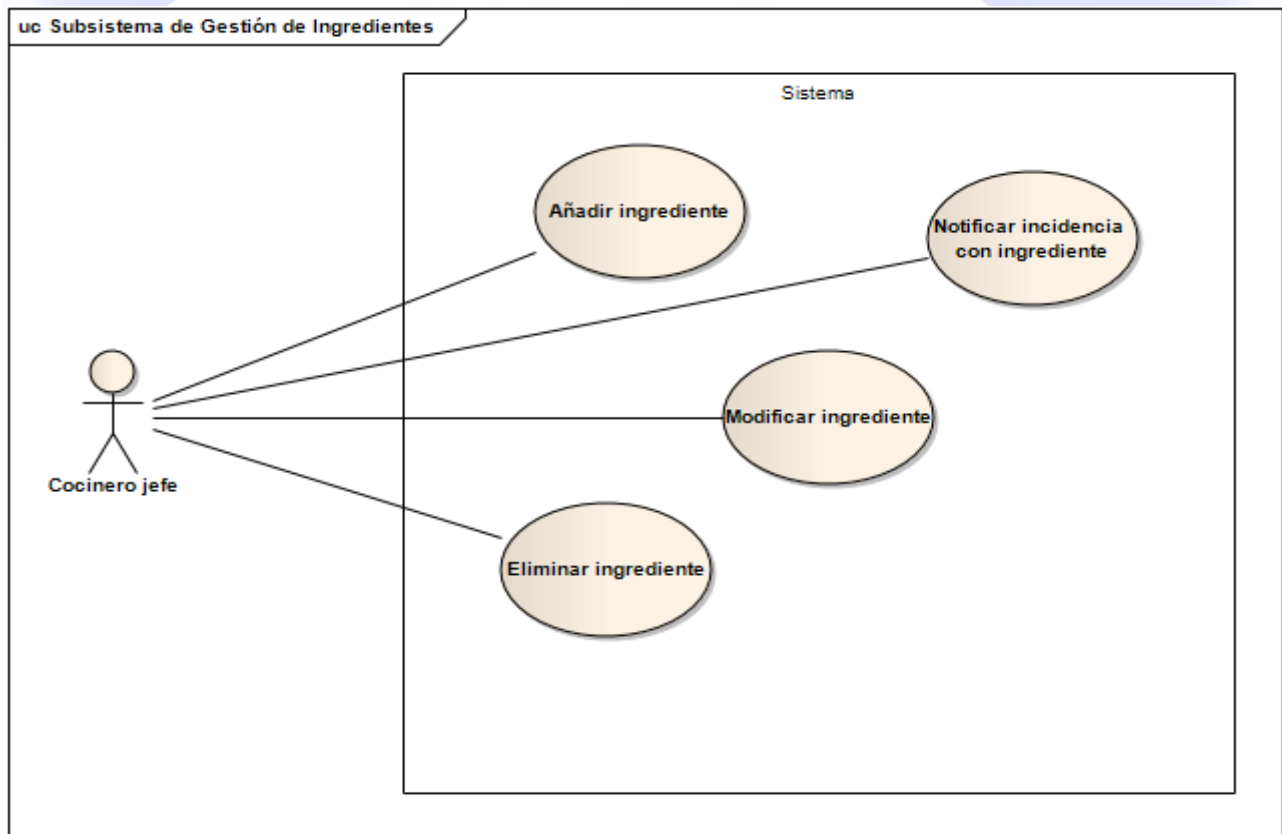 uc Subsistema de Gestión de Ingredientes
Sistema
Añadir ingrediente
Notificar incidencia
con ingrediente
Modificar ingrediente
Cocinero jefe
Eliminar ingrediente